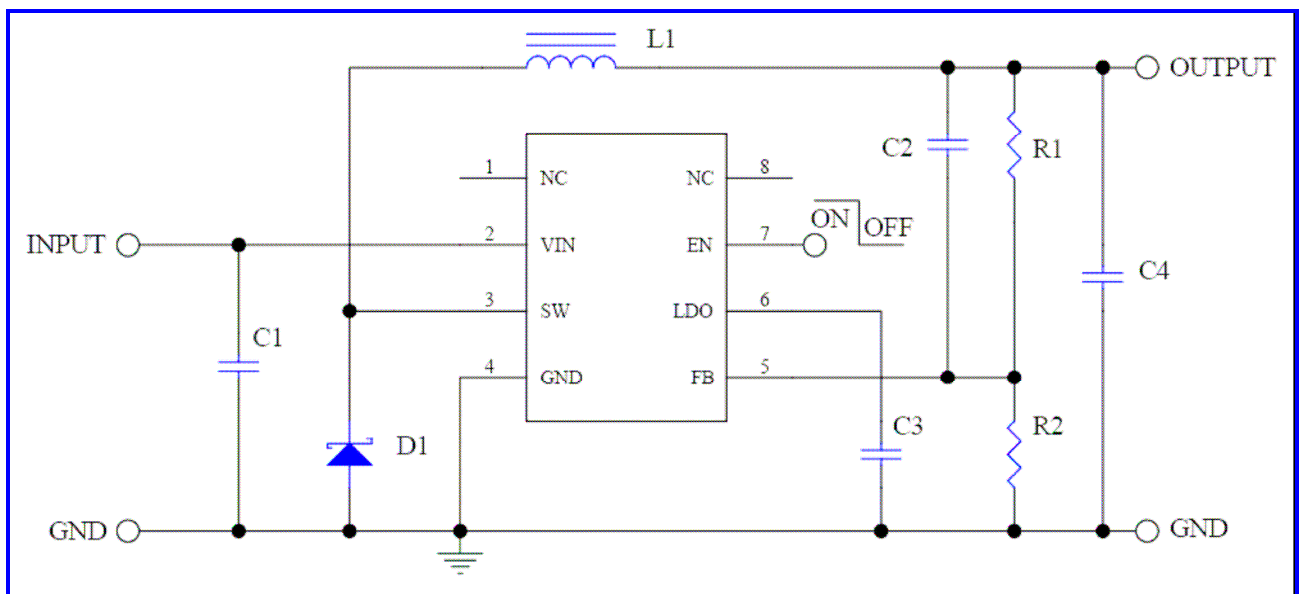 L1
OUTPUT
C2
R1
1 NC NC 8
ON OFF
INPUT
2 VIN EN 7
C4
3 SW LDO 6
C1
4 GND FB 5
C3
R2
D1
GND
GND